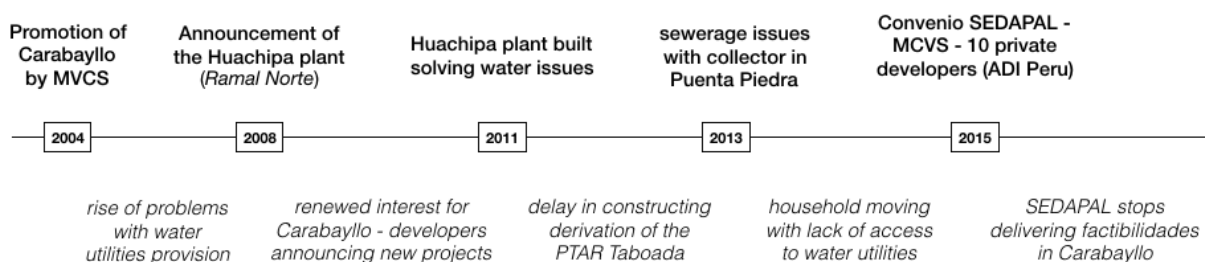 Promotion of
Carabayllo
by MVCS
Announcement of
the Huachipa plant
(Ramal Norte)
Huachipa plant built
solving water issues
sewerage issues
with collector in
Puenta Piedra
Convenio SEDAPAL -
MCVS - 10 private
developers (ADI Peru)
2004
2008
2011
2013
2015
rise of problems
with water
utilities provision
renewed interest for
Carabayllo - developers
announcing new projects
delay in constructing
derivation of the
PTAR Taboada
household moving
with lack of access
to water utilities
SEDAPAL stops
delivering factibilidades
in Carabayllo